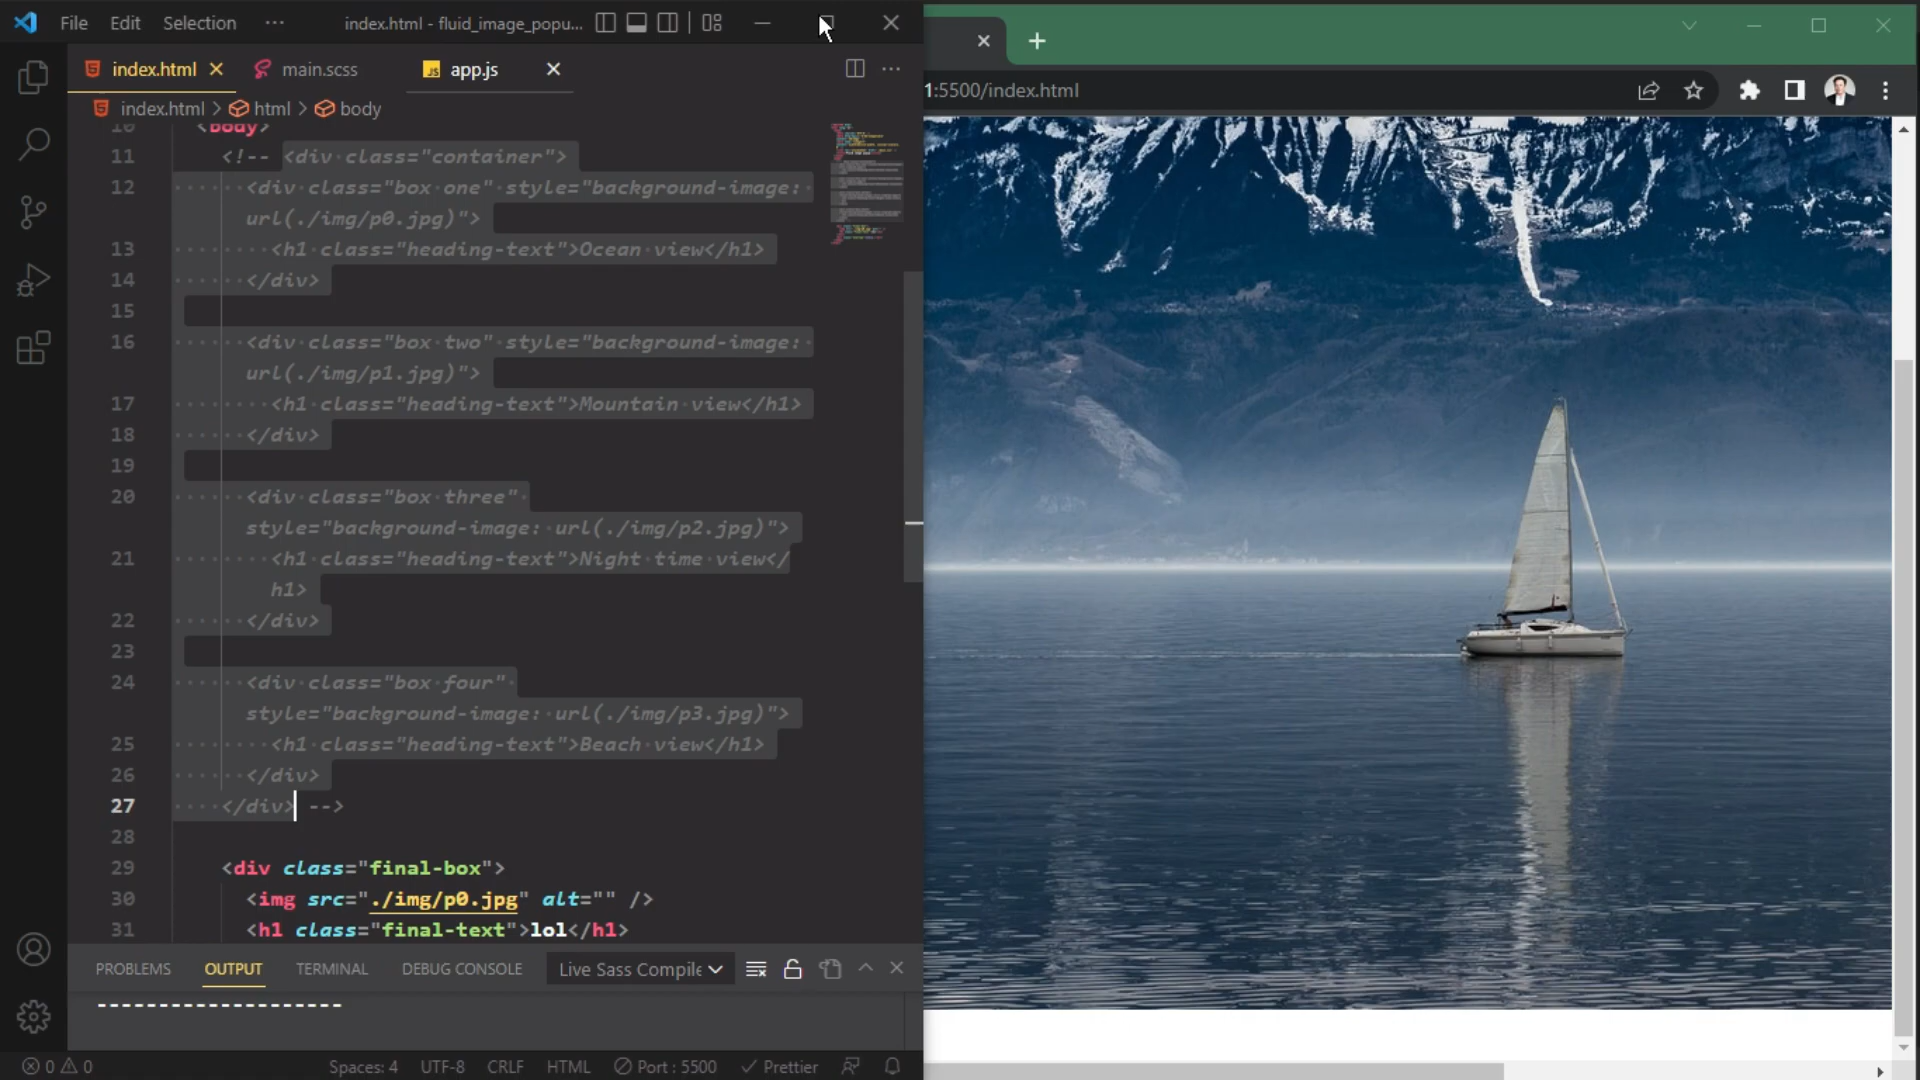 File Edit Selection ··· index.html - fluid_image_popu...
index.html main.scss JS app.js
index.html > html > body
1:5500/index.html
10 <body>
11 <!-- <div class="container">
12 <div class="box one" style="background-image:
url(./img/p0.jpg)">
13 <h1 class="heading-text">Ocean view</h1>
14 </div>
15
16 <div class="box two" style="background-image:
url(./img/p1.jpg)">
17 <h1 class="heading-text">Mountain view</h1>
18 </div>
19
20 <div class="box three"
style="background-image: url(./img/p2.jpg)">
21 <h1 class="heading-text">Night time view</
h1>
22 </div>
23
24 <div class="box four"
style="background-image: url(./img/p3.jpg)">
25 <h1 class="heading-text">Beach view</h1>
26 </div>
27 </div> -->
28
29 <div class="final-box">
30 <img src="./img/p0.jpg" alt="" />
31 <h1 class="final-text">lol</h1>
PROBLEMS OUTPUT TERMINAL DEBUG CONSOLE Live Sass Compile
--------------------
0 0 Spaces: 4 UTF-8 CRLF HTML Port : 5500 Prettier